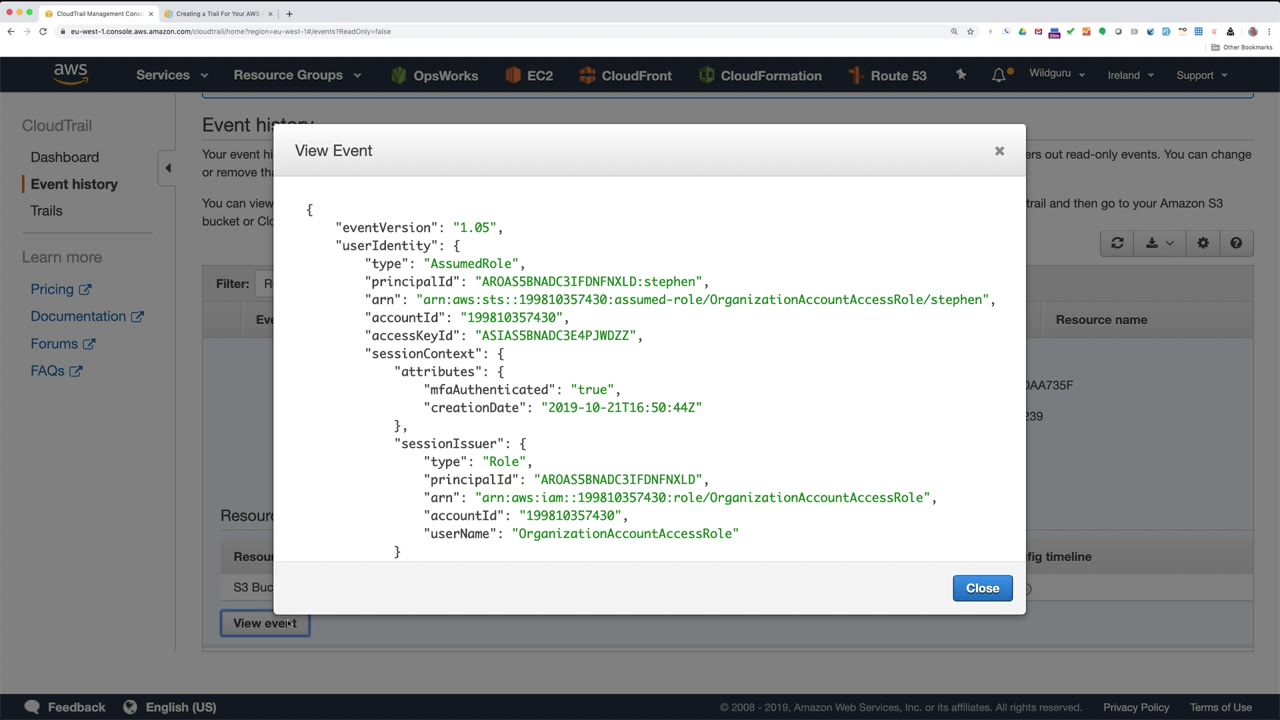 CloudTrail Management Cons
Creating a Trail For Your AWS
eu-west-1.console.aws.amazon.com/cloudtrail/home?region=eu-west-1#/events?ReadOnly=false
Other Bookmarks
aws
Services
Resource Groups
OpsWorks
EC2
CloudFront
CloudFormation
Route 53
Wildguru
Ireland
Support
CloudTrail
Dashboard
Event history
Trails
Learn more
Pricing
Documentation
Forums
FAQs
Event history
Your event hi
ers out read-only events. You can change
or remove tha
You can view
trail and then go to your Amazon S3
bucket or Clo
Filter:
R
Eve
Resource name
DAA735F
239
Resourc
Resou
fig timeline
S3 Buc
View event
View Event
{
"eventVersion": "1.05",
"userIdentity": {
"type": "AssumedRole",
"principalId": "AROAS5BNADC3IFDNFNXLD:stephen",
"arn": "arn:aws:sts::199810357430:assumed-role/OrganizationAccountAccessRole/stephen",
"accountId": "199810357430",
"accessKeyId": "ASIAS5BNADC3E4PJWDZZ",
"sessionContext": {
"attributes": {
"mfaAuthenticated": "true",
"creationDate": "2019-10-21T16:50:44Z"
},
"sessionIssuer": {
"type": "Role",
"principalId": "AROAS5BNADC3IFDNFNXLD",
"arn": "arn:aws:iam::199810357430:role/OrganizationAccountAccessRole",
"accountId": "199810357430",
"userName": "OrganizationAccountAccessRole"
}
Close
Feedback
English (US)
© 2008 - 2019, Amazon Web Services, Inc. or its affiliates. All rights reserved.
Privacy Policy
Terms of Use